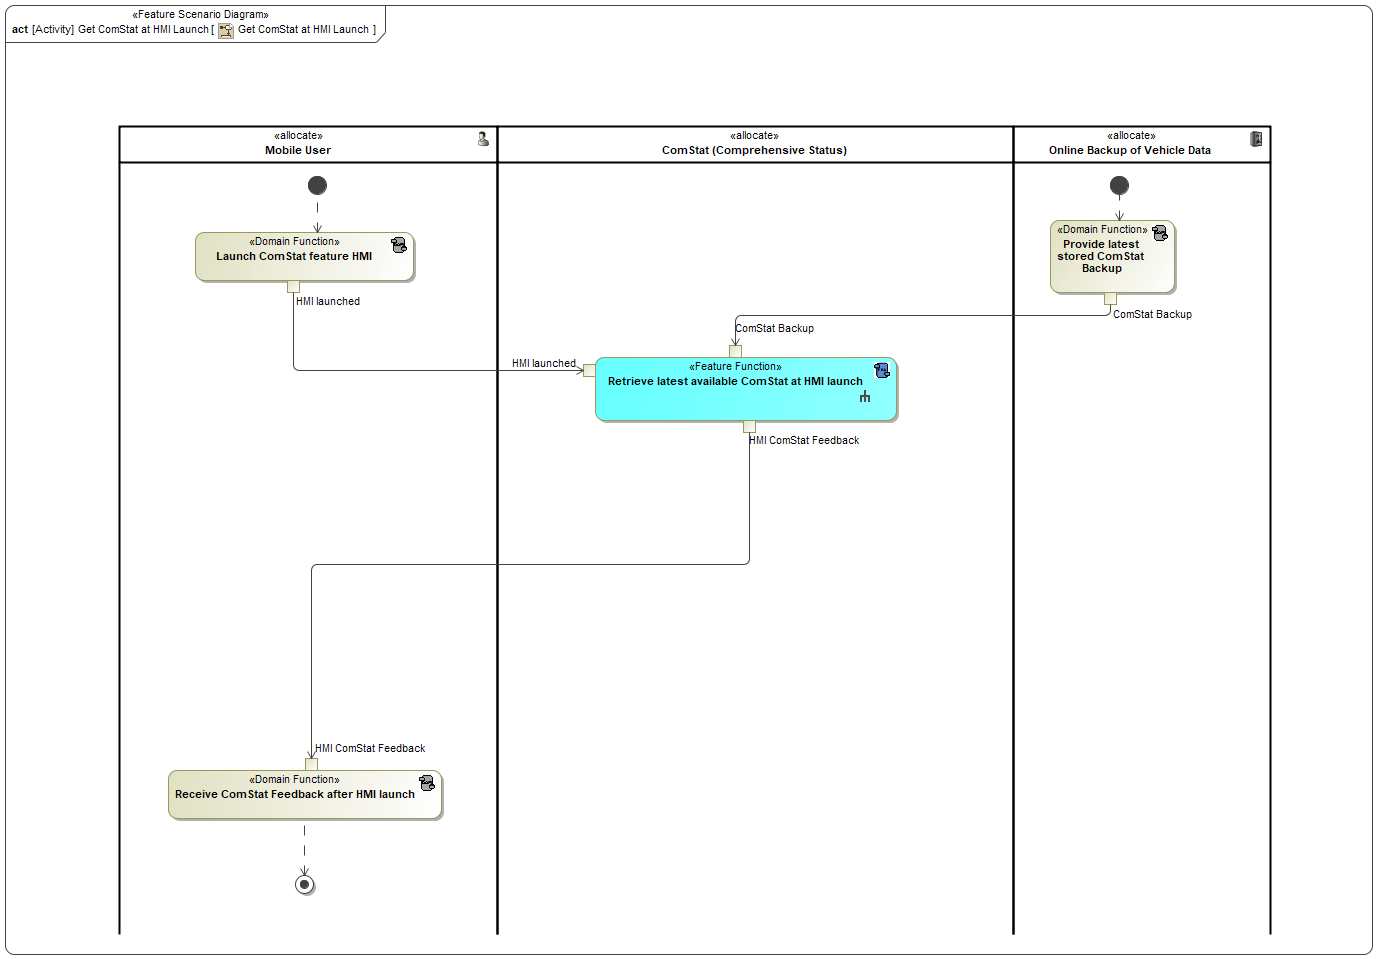 «Feature Scenario Diagram»
act [Activity] Get ComStat at HMI Launch [ Get ComStat at HMI Launch ]
«allocate»
Mobile User
«allocate»
ComStat (Comprehensive Status)
«allocate»
Online Backup of Vehicle Data
«Domain Function»
Launch ComStat feature HMI
HMI launched
«Domain Function»
Provide latest
stored ComStat
Backup
ComStat Backup
ComStat Backup
HMI launched
«Feature Function»
Retrieve latest available ComStat at HMI launch
HMI ComStat Feedback
HMI ComStat Feedback
«Domain Function»
Receive ComStat Feedback after HMI launch